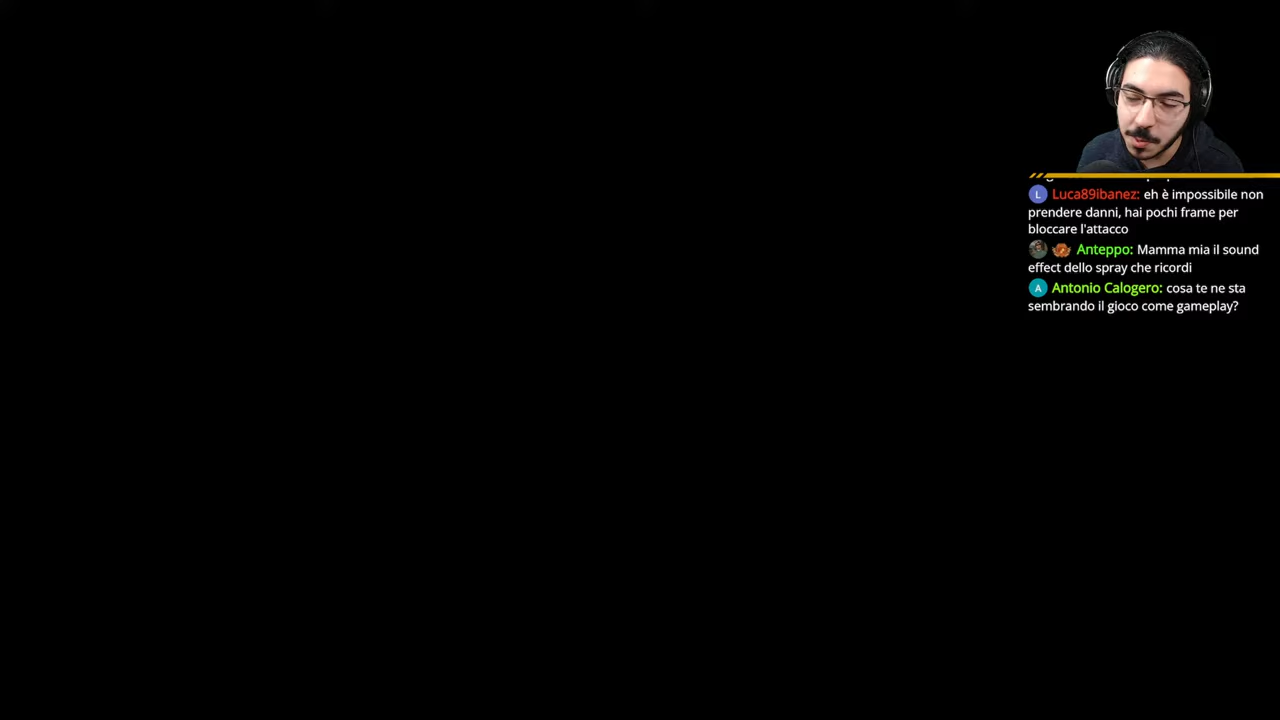 Luca89ibanez: eh è impossibile non
prendere danni, hai pochi frame per
bloccare l'attacco
Anteppo: Mamma mia il sound
effect dello spray che ricordi
A Antonio Calogero: cosa te ne sta
sembrando il gioco come gameplay?